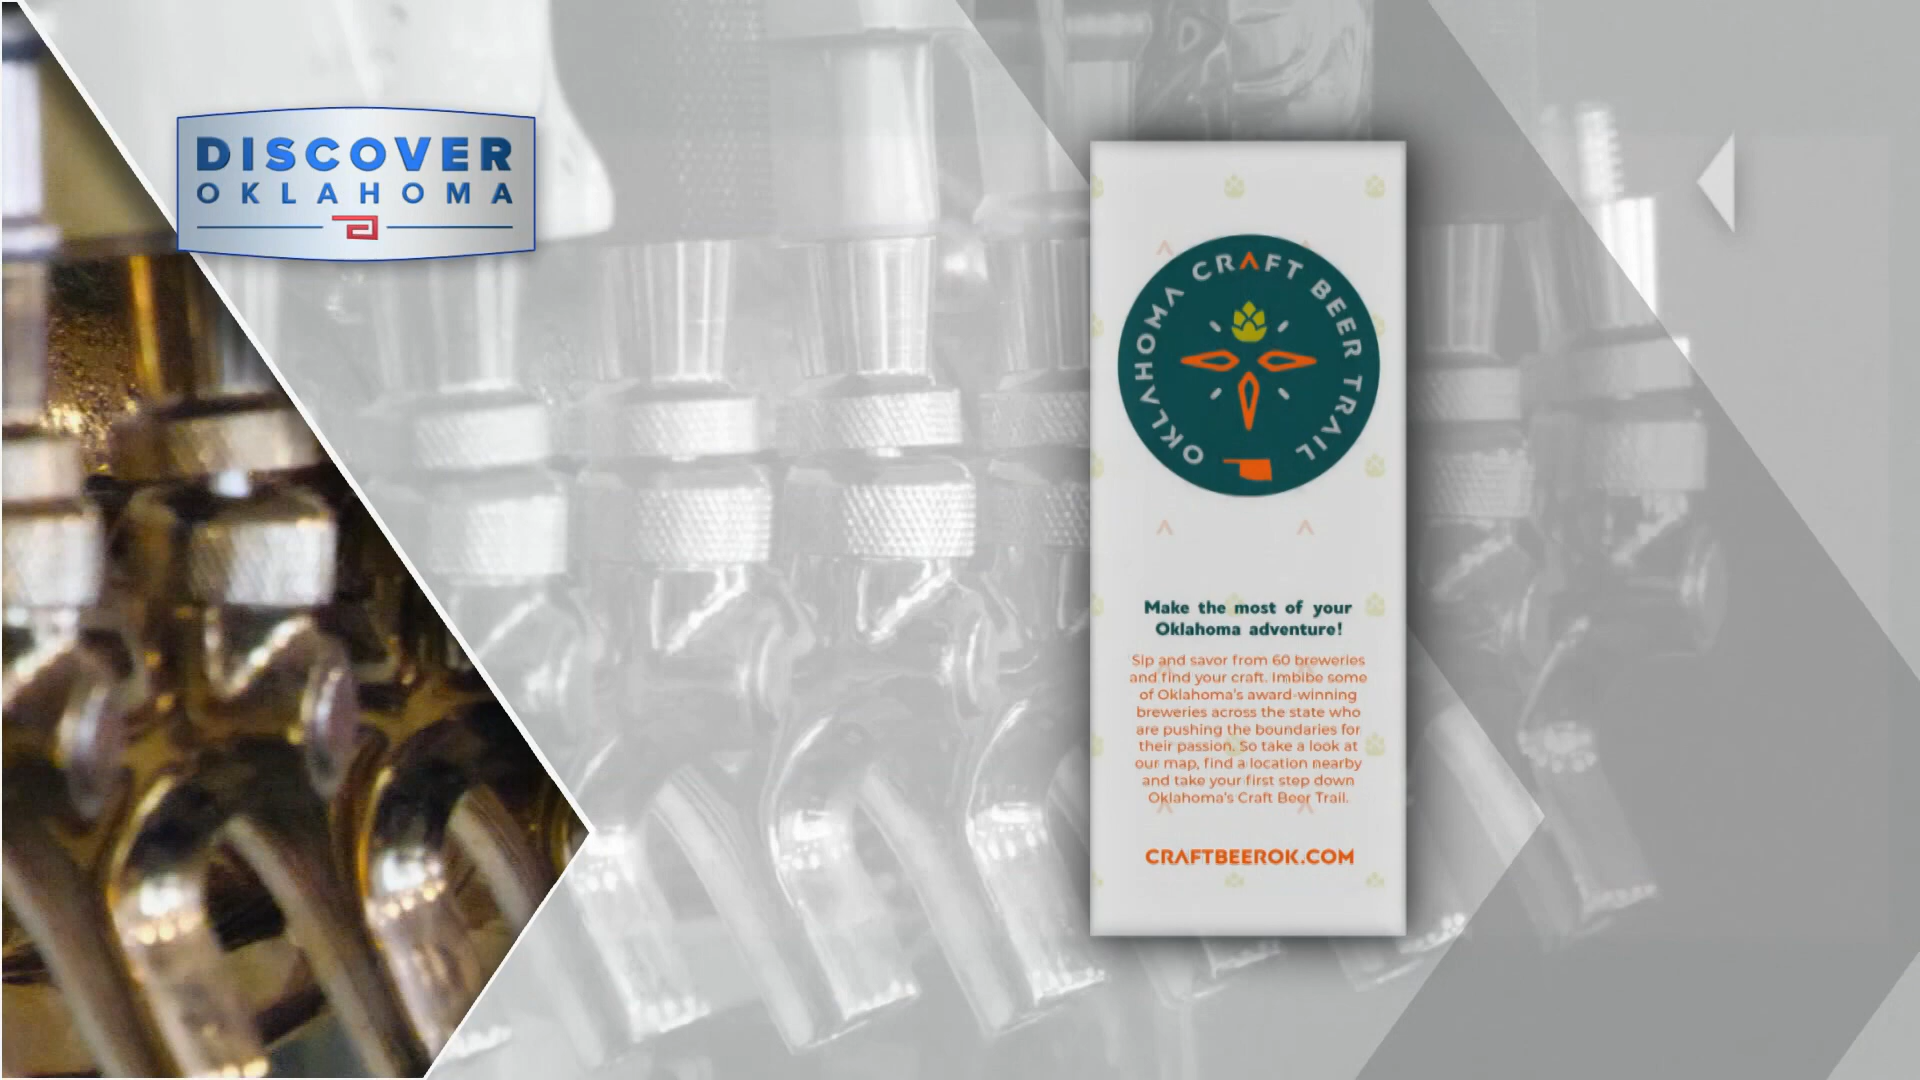 DISCOVER
OKLAHOMA
OKLAHOMA CRAFT BEER TRAIL
Make the most of your
Oklahoma adventure!
Sip and savor from 60 breweries
and find your craft. Imbibe some
of Oklahoma's award-winning
breweries across the state who
are pushing the boundaries for
their passion. So take a look at
our map, find a location nearby
and take your first step down
Oklahoma's Craft Beer Trail.
CRAFTBEEROK.COM